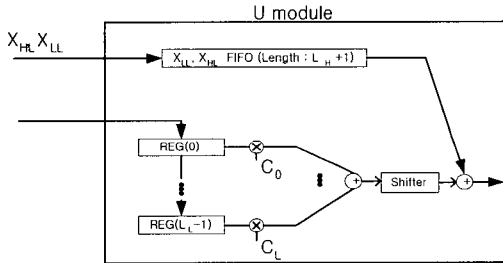 U module
X_HL X_LL
X_LL, X_HL FIFO (Length : L_H +1)
REG(0)
C_0
+
Shifter
+
REG(L_L-1)
C_L